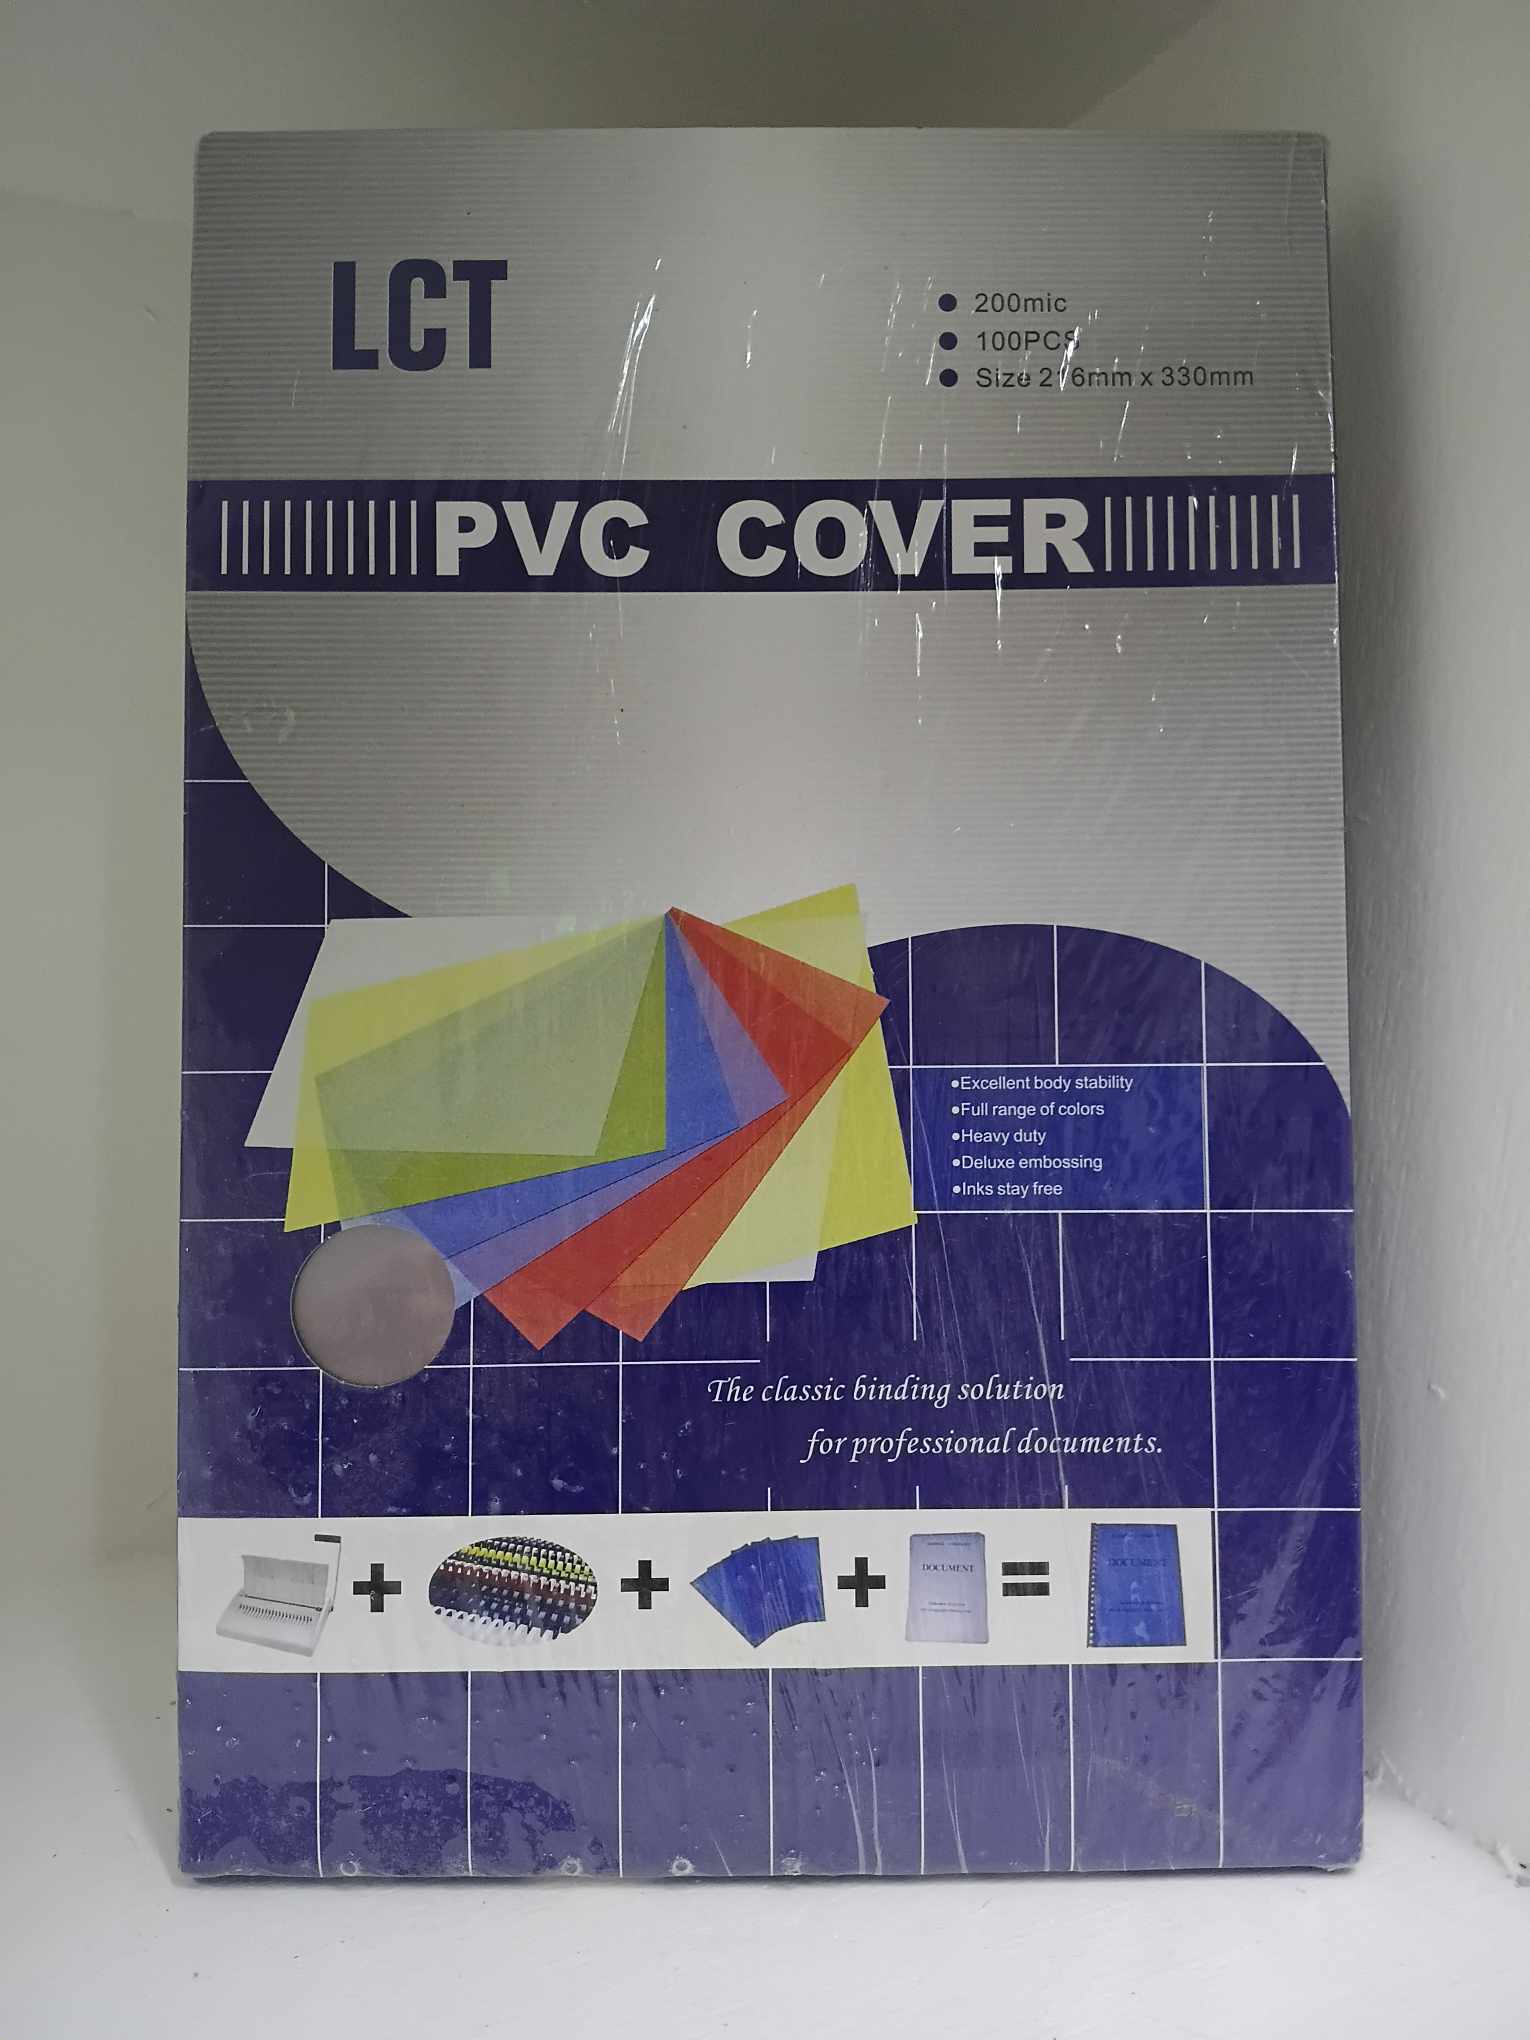 LCT
200mic
100PCS
Size 216mm x 330mm
PVC COVER
Excellent body stability
Full range of colors
Heavy duty
Deluxe embossing
Inks stay free
The classic binding solution
for professional documents.
DOCUMENT
DOCUMENT